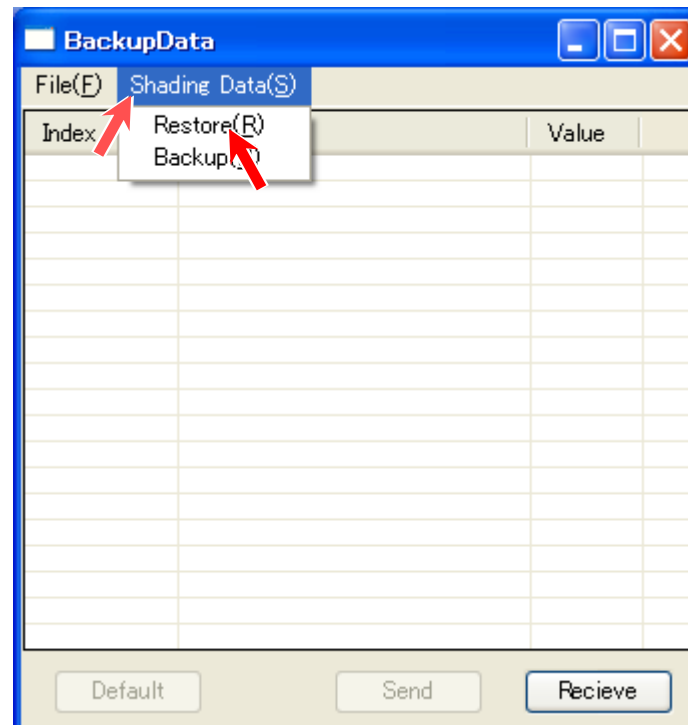 BackupData
File(F) Shading Data(S)
Index Value
Restore(R)
Backup
Default Send Recieve